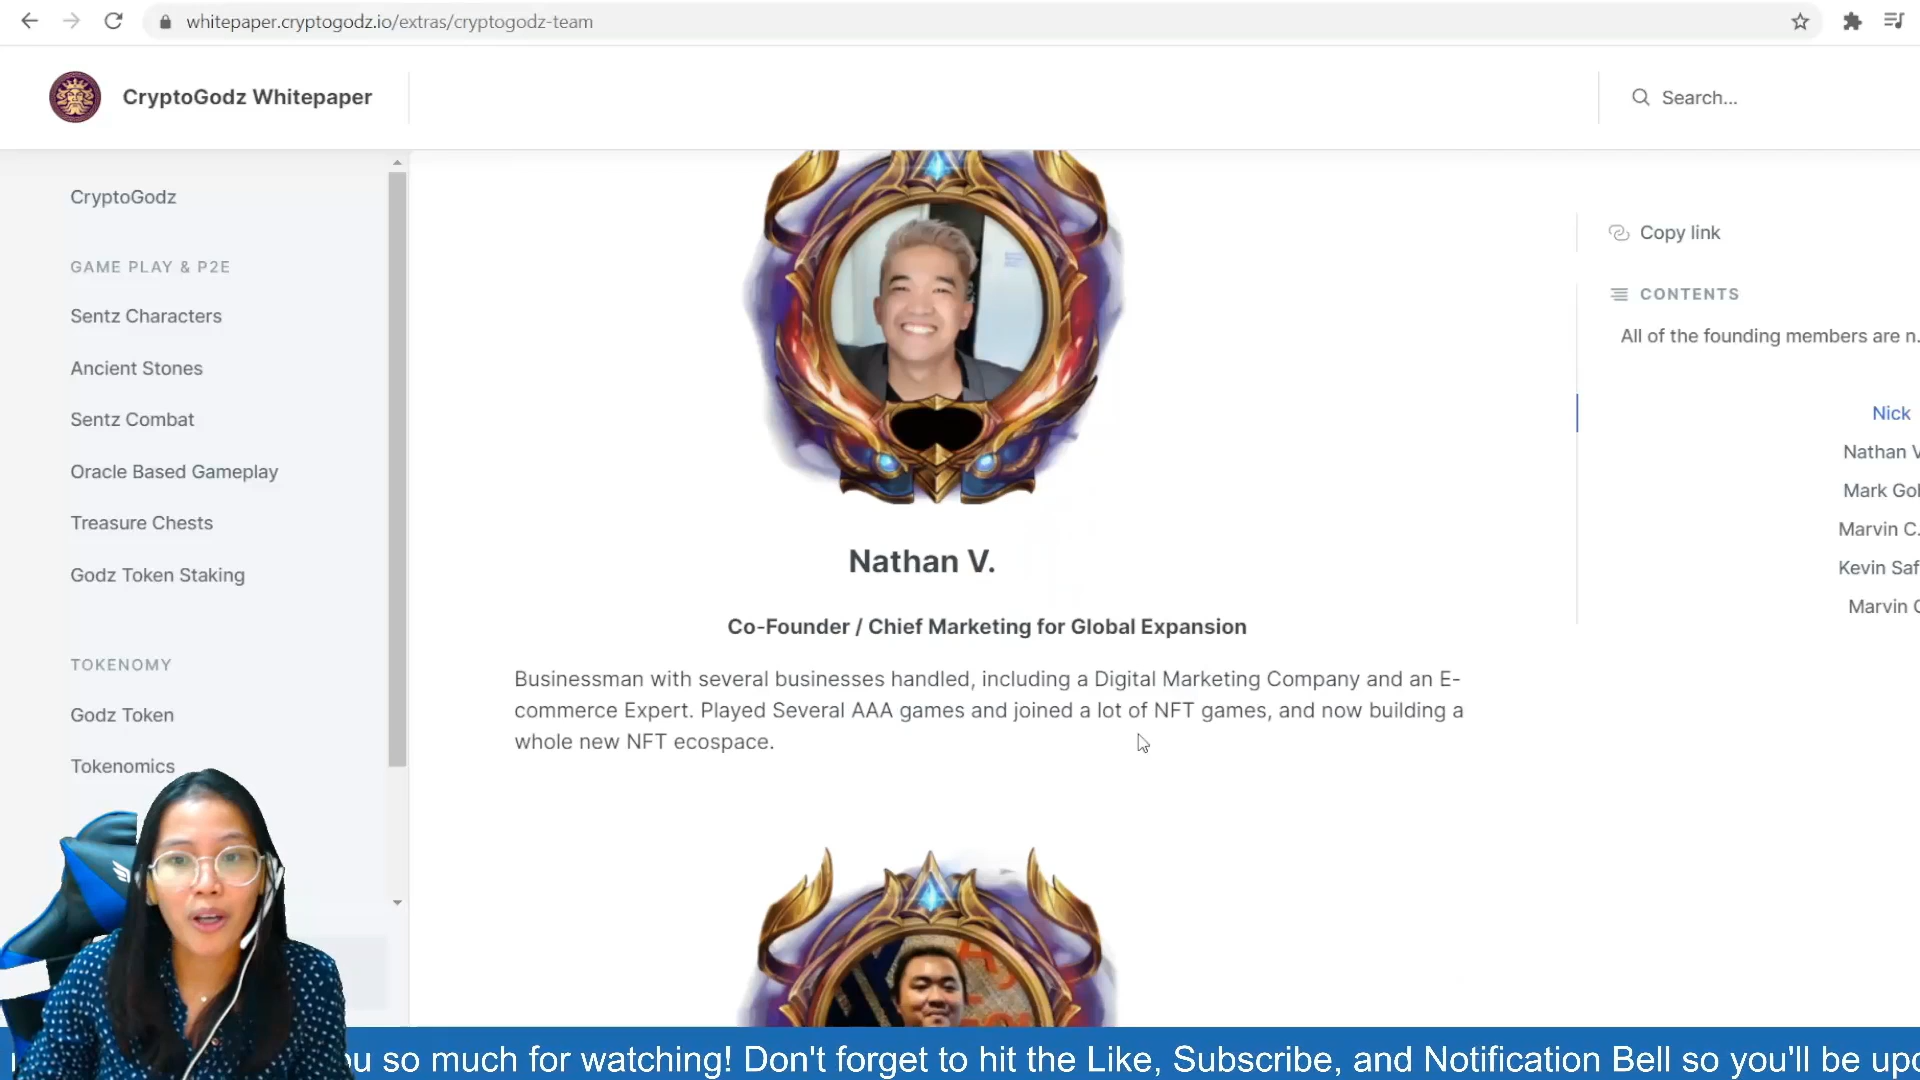 whitepaper.cryptogodz.io/extras/cryptogodz-team
CryptoGodz Whitepaper
Search...
CryptoGodz
GAME PLAY & P2E
Sentz Characters
Ancient Stones
Sentz Combat
Oracle Based Gameplay
Treasure Chests
Godz Token Staking
TOKENOMY
Godz Token
Tokenomics
Nathan V.
Co-Founder / Chief Marketing for Global Expansion
Businessman with several businesses handled, including a Digital Marketing Company and an E-
commerce Expert. Played Several AAA games and joined a lot of NFT games, and now building a
whole new NFT ecospace.
Copy link
CONTENTS
All of the founding members are n...
Nick
Nathan V
Mark Gol
Marvin C.
Kevin Saf
Marvin
so much for watching! Don't forget to hit the Like, Subscribe, and Notification Bell so you'll be